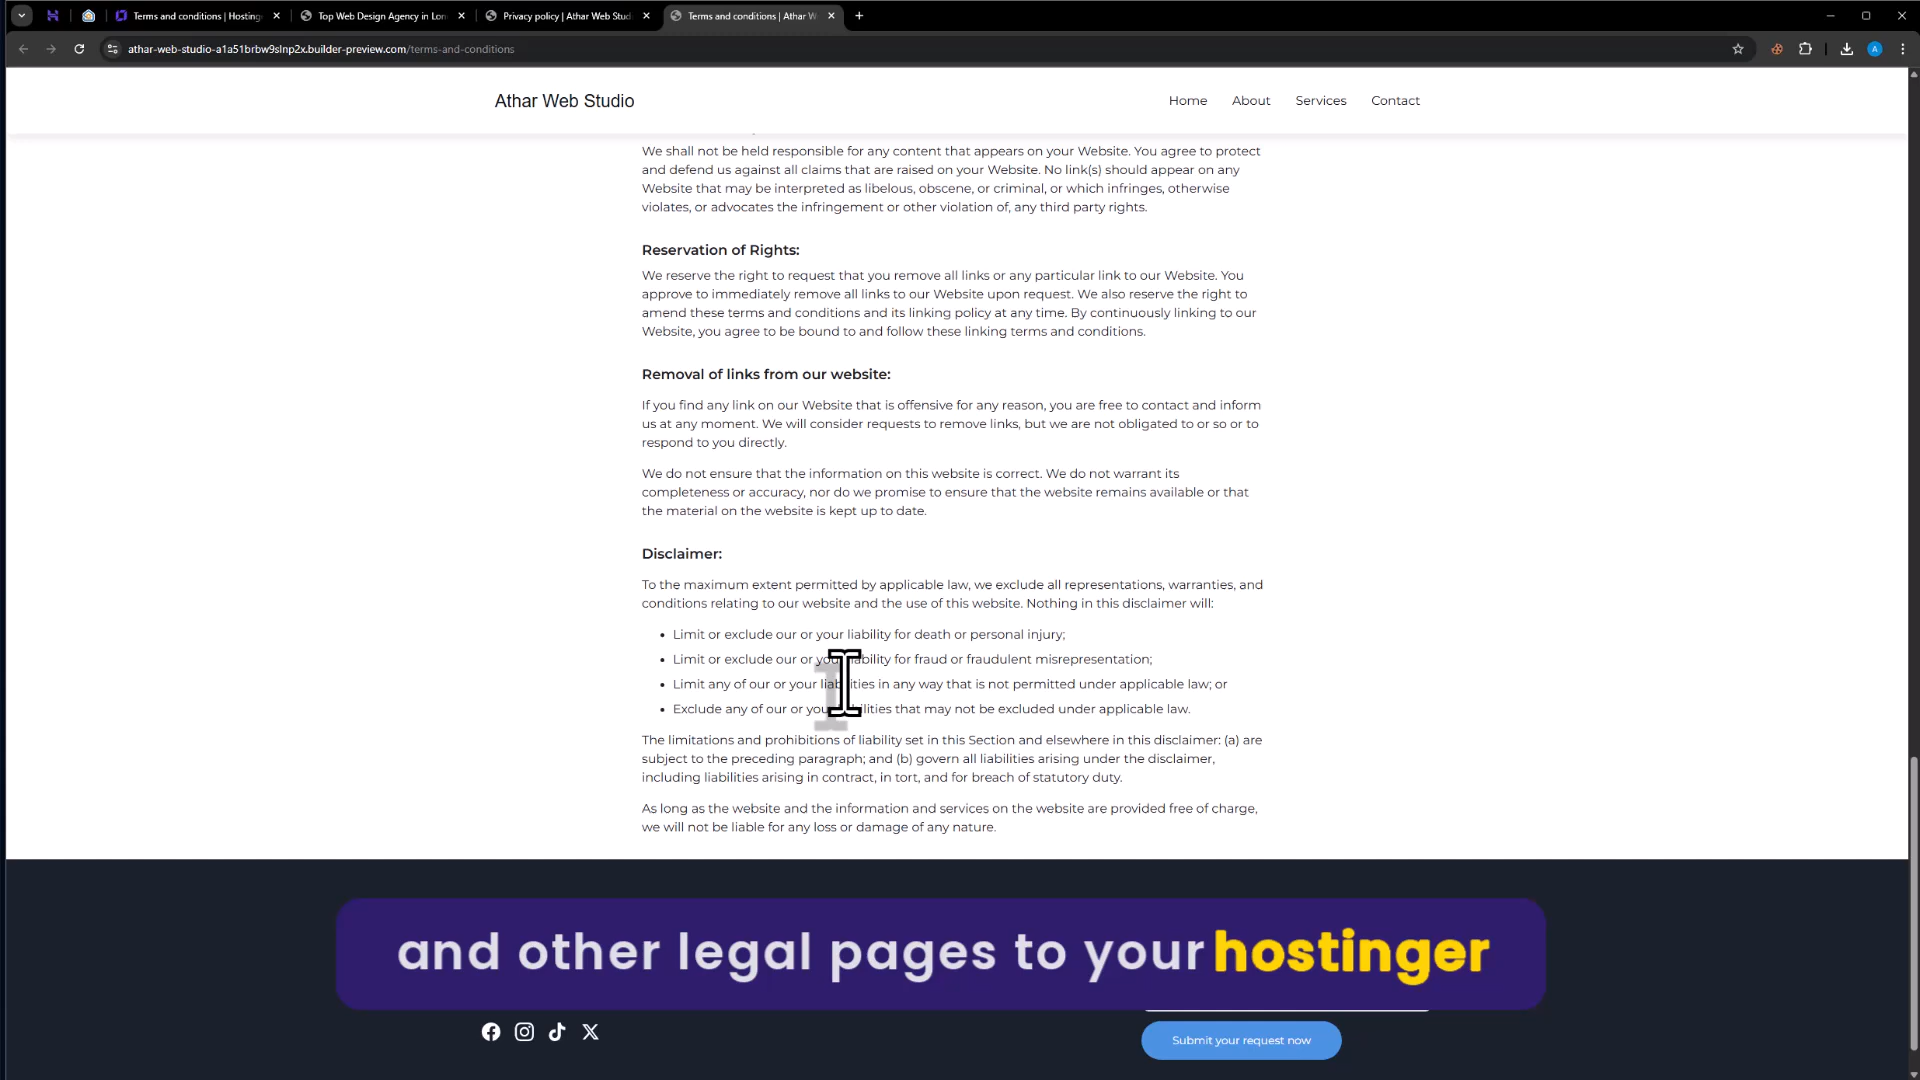 Terms and conditions | Hosting
Top Web Design Agency in Lon
Privacy policy | Athar Web Studi
Terms and conditions | Athar W
athar-web-studio-a1a51brbw9slnp2x.builder-preview.com/terms-and-conditions
A
Athar Web Studio
Home About Services Contact
We shall not be held responsible for any content that appears on your Website. You agree to protect
and defend us against all claims that are raised on your Website. No link(s) should appear on any
Website that may be interpreted as libelous, obscene, or criminal, or which infringes, otherwise
violates, or advocates the infringement or other violation of, any third party rights.
Reservation of Rights:
We reserve the right to request that you remove all links or any particular link to our Website. You
approve to immediately remove all links to our Website upon request. We also reserve the right to
amend these terms and conditions and its linking policy at any time. By continuously linking to our
Website, you agree to be bound to and follow these linking terms and conditions.
Removal of links from our website:
If you find any link on our Website that is offensive for any reason, you are free to contact and inform
us at any moment. We will consider requests to remove links, but we are not obligated to or so or to
respond to you directly.
We do not ensure that the information on this website is correct. We do not warrant its
completeness or accuracy, nor do we promise to ensure that the website remains available or that
the material on the website is kept up to date.
Disclaimer:
To the maximum extent permitted by applicable law, we exclude all representations, warranties, and
conditions relating to our website and the use of this website. Nothing in this disclaimer will:
• Limit or exclude our or your liability for death or personal injury;
• Limit or exclude our or your liability for fraud or fraudulent misrepresentation;
• Limit any of our or your liabilities in any way that is not permitted under applicable law; or
• Exclude any of our or your liabilities that may not be excluded under applicable law.
The limitations and prohibitions of liability set in this Section and elsewhere in this disclaimer: (a) are
subject to the preceding paragraph; and (b) govern all liabilities arising under the disclaimer,
including liabilities arising in contract, in tort, and for breach of statutory duty.
As long as the website and the information and services on the website are provided free of charge,
we will not be liable for any loss or damage of any nature.
and other legal pages to your hostinger
Submit your request now